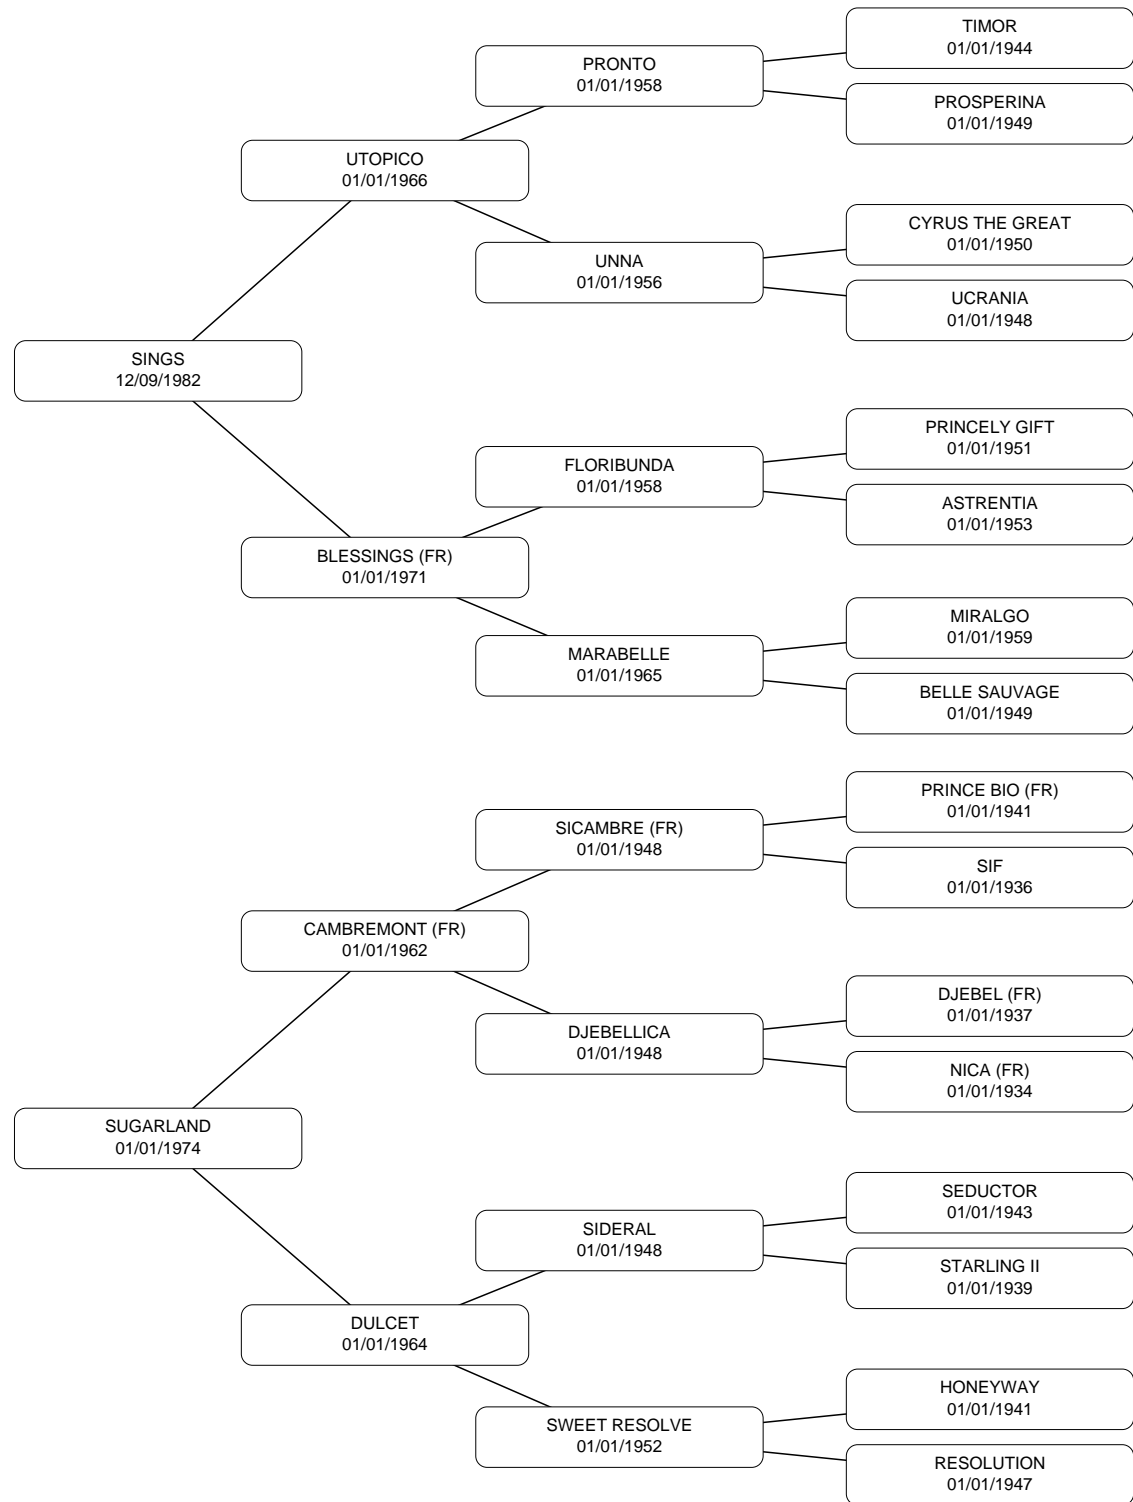 TIMOR
01/01/1944
PRONTO
01/01/1958
PROSPERINA
01/01/1949
UTOPICO
01/01/1966
CYRUS THE GREAT
01/01/1950
UNNA
01/01/1956
UCRANIA
01/01/1948
SINGS
12/09/1982
PRINCELY GIFT
01/01/1951
FLORIBUNDA
01/01/1958
ASTRENTIA
01/01/1953
BLESSINGS (FR)
01/01/1971
MIRALGO
01/01/1959
MARABELLE
01/01/1965
BELLE SAUVAGE
01/01/1949
PRINCE BIO (FR)
01/01/1941
SICAMBRE (FR)
01/01/1948
SIF
01/01/1936
CAMBREMONT (FR)
01/01/1962
DJEBEL (FR)
01/01/1937
DJEBELLICA
01/01/1948
NICA (FR)
01/01/1934
SUGARLAND
01/01/1974
SEDUCTOR
01/01/1943
SIDERAL
01/01/1948
STARLING II
01/01/1939
DULCET
01/01/1964
HONEYWAY
01/01/1941
SWEET RESOLVE
01/01/1952
RESOLUTION
01/01/1947